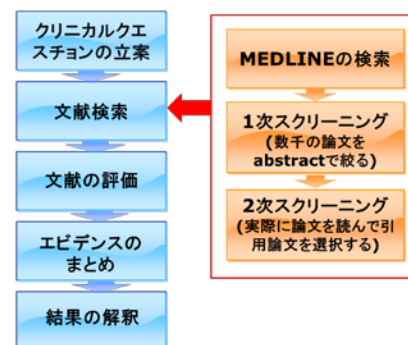 クリニカルクエ
スチョンの立案
文献検索
文献の評価
エビデンスの
まとめ
結果の解釈
MEDLINEの検索
1次スクリーニング
(数千の論文を
abstractで絞る)
2次スクリーニング
(実際に論文を読んで引
用論文を選択する)